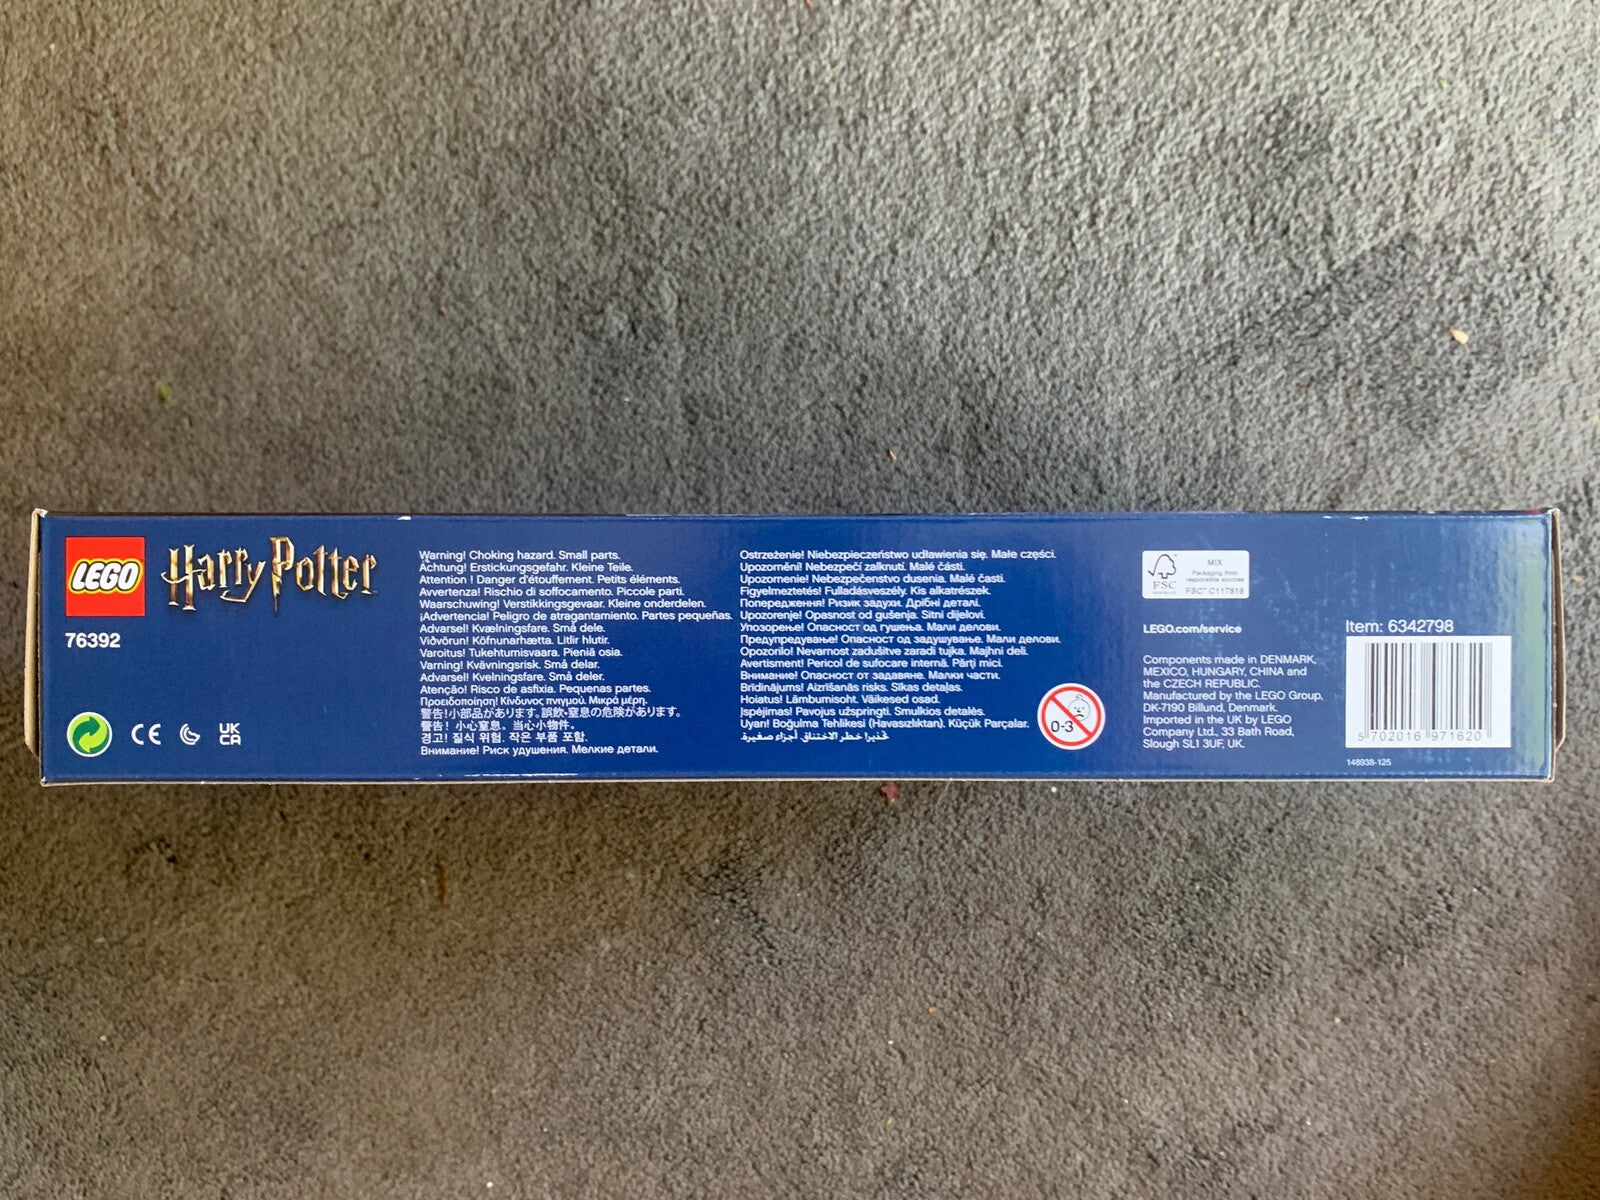 LEGO
Harry Potter
76392
CE
UK
CA
Warning! Choking hazard. Small parts.
Achtung! Erstickungsgefahr. Kleine Teile.
Attention ! Danger d'étouffement. Petits éléments.
Avvertenza! Rischio di soffocamento. Piccole parti.
Waarschuwing! Verstikkingsgevaar. Kleine onderdelen.
¡Advertencia! Peligro de atragantamiento. Partes pequeñas.
Advarsel! Kvælningsfare. Små dele.
Viðvörun! Köfnunarhætta. Litlir hlutir.
Varoitus! Tukehtumisvaara. Pieniä osia.
Varning! Kvävningsrisk. Små delar.
Advarsel! Kvelningsfare. Små deler.
Atenção! Risco de asfixia. Pequenas partes.
Προειδοποίηση! Κίνδυνος πνιγμού. Μικρά μέρη.
警告!小部品があります。誤飲・窒息の危険があります。
警告! 小心窒息。当心小物件。
경고! 질식 위험. 작은 부품 포함.
Внимание! Риск удушения. Мелкие детали.
Ostrzeżenie! Niebezpieczeństwo udławienia się. Małe części.
Upozornění! Nebezpečí zalknutí. Malé části.
Upozornenie! Nebezpečenstvo dusenia. Malé časti.
Figyelmeztetés! Fulladásveszély. Kis alkatrészek.
Попередження! Ризик задухи. Дрібні деталі.
Upozorenje! Opasnost od gušenja. Sitni dijelovi.
Упозорење! Опасност од гушења. Мали делови.
Предупредување! Опасност од задушување. Мали делови.
Opozorilo! Nevarnost zadušitve zaradi tujka. Majhni deli.
Avertisment! Pericol de sufocare internă. Părți mici.
Внимание! Опасност от задавяне. Малки части.
Brīdinājums! Aizrīšanās risks. Sīkas detaļas.
Hoiatus! Lämbumisoht. Väikesed osad.
Įspėjimas! Pavojus užspringti. Smulkios detalės.
Uyarı! Boğulma Tehlikesi (Havasızlıktan). Küçük Parçalar.
تحذير! خطر الاختناق. أجزاء صغيرة.
0-3
FSC
www.fsc.org
MIX
Packaging from
responsible sources
FSC® C117818
LEGO.com/service
Components made in DENMARK,
MEXICO, HUNGARY, CHINA and
the CZECH REPUBLIC.
Manufactured by the LEGO Group,
DK-7190 Billund, Denmark.
Imported in the UK by LEGO
Company Ltd., 33 Bath Road,
Slough SL1 3UF, UK.
Item: 6342798
5 702016 971620
148938-125